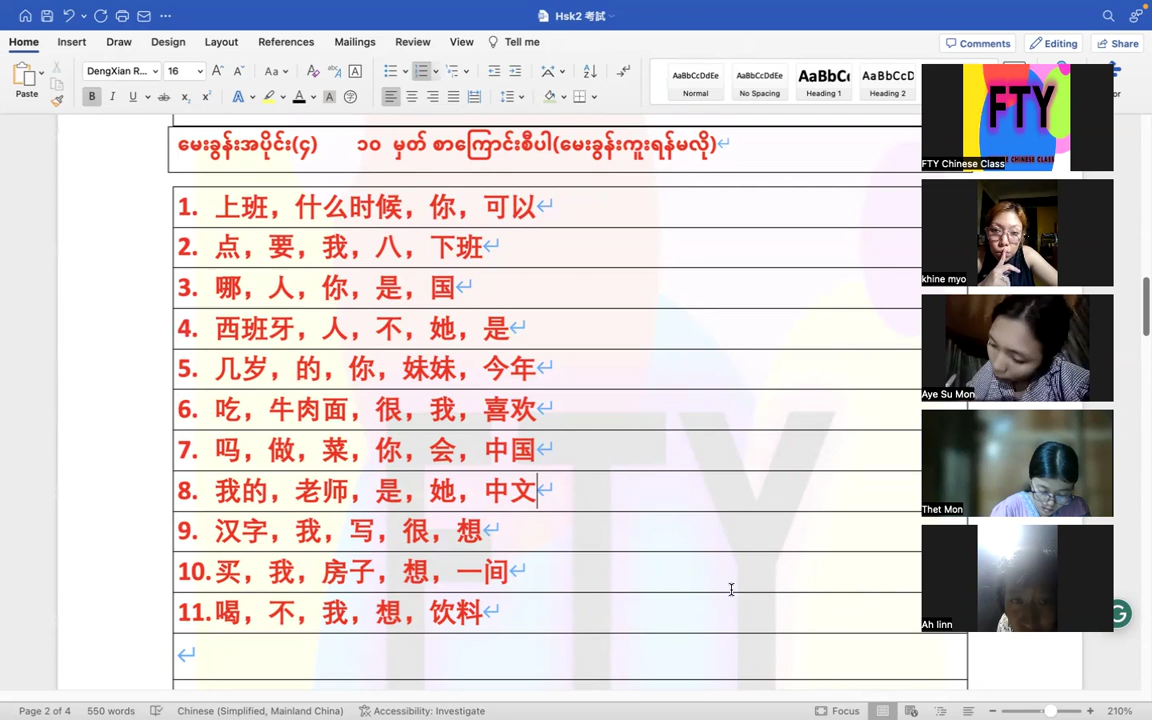 Hsk2 考試
Home Insert Draw Design Layout References Mailings Review View Tell me Comments Editing Share
Paste DengXian R... 16 Aa
AaBbCcDdEe AaBbCcDdEe AaBbC AaBbCcD
Normal No Spacing Heading 1 Heading 2
မေးခွန်းအပိုင်း(၄) ၁၀ မှတ် စာကြောင်းစီပါ(မေးခွန်းကူးရန်မလို)
1. 上班，什么时候，你，可以
2. 点，要，我，八，下班
3. 哪，人，你，是，国
4. 西班牙，人，不，她，是
5. 几岁，的，你，妹妹，今年
6. 吃，牛肉面，很，我，喜欢
7. 吗，做，菜，你，会，中国
8. 我的，老师，是，她，中文
9. 汉字，我，写，很，想
10. 买，我，房子，想，一间
11. 喝，不，我，想，饮料
FTY
FTY
FTY Chinese Class
khine myo
Aye Su Mon
Thet Mon
Ah linn
Page 2 of 4 550 words Chinese (Simplified, Mainland China) Accessibility: Investigate Focus 210%